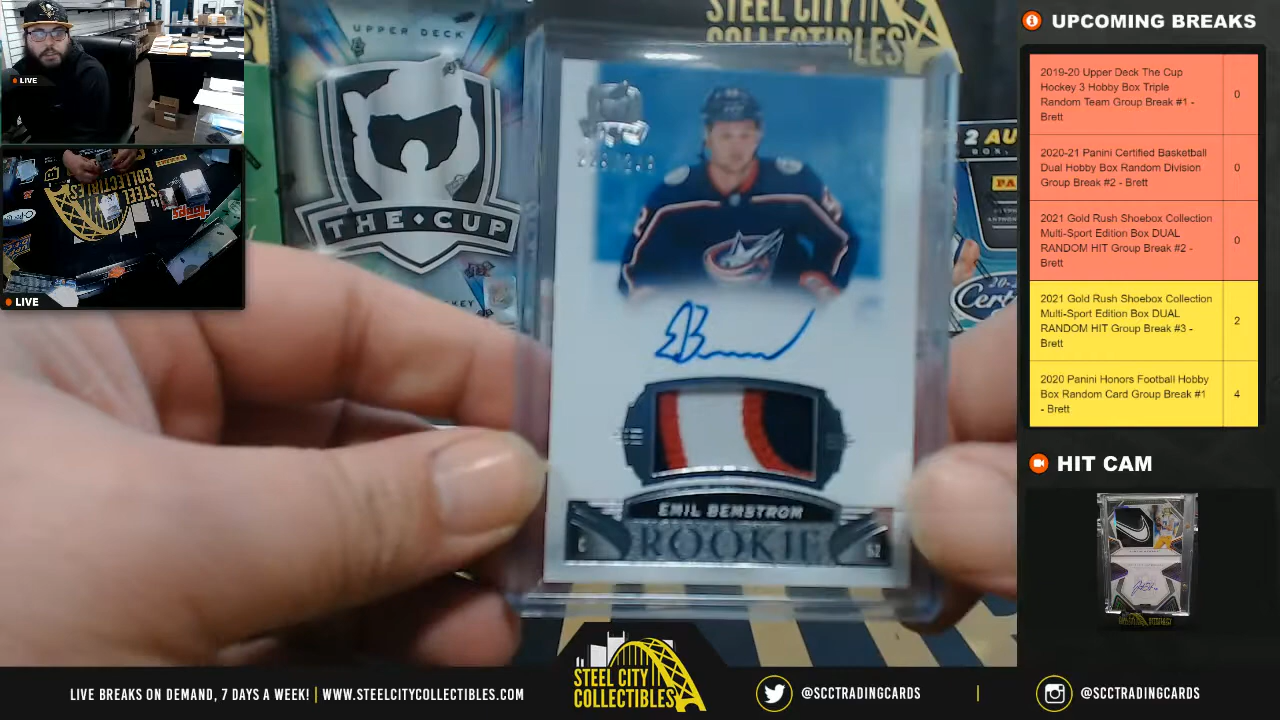 LIVE
LIVE
UPPER DECK
THE CUP
STEEL CITY
COLLECTIBLES
EMIL BEMSTROM
ROOKIE
C
52
2 AU
UPCOMING BREAKS
2019-20 Upper Deck The Cup
Hockey 3 Hobby Box Triple
Random Team Group Break #1 -
Brett
0
2020-21 Panini Certified Basketball
Dual Hobby Box Random Division
Group Break #2 - Brett
0
2021 Gold Rush Shoebox Collection
Multi-Sport Edition Box DUAL
RANDOM HIT Group Break #2 -
Brett
0
2021 Gold Rush Shoebox Collection
Multi-Sport Edition Box DUAL
RANDOM HIT Group Break #3 -
Brett
2
2020 Panini Honors Football Hobby
Box Random Card Group Break #1
- Brett
4
HIT CAM
LIVE BREAKS ON DEMAND, 7 DAYS A WEEK! | WWW.STEELCITYCOLLECTIBLES.COM
STEEL CITY
COLLECTIBLES
@SCCTRADINGCARDS
@SCCTRADINGCARDS